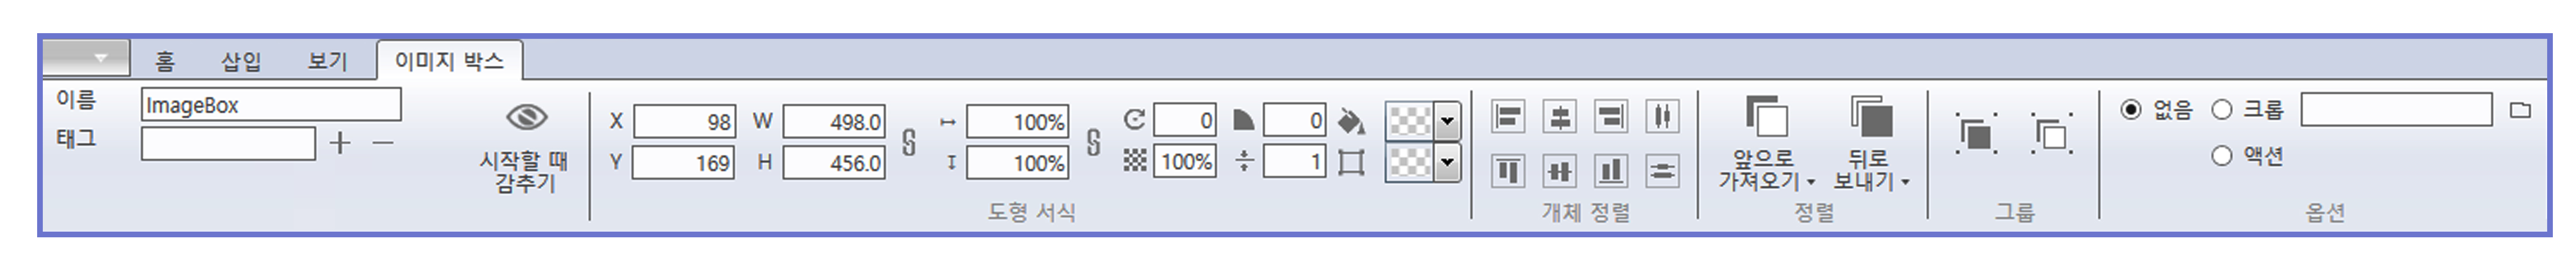 홈 삽입 보기 이미지 박스
이름 ImageBox
태그
시작할 때
감추기
X 98 W 498.0 100% 0 0
Y 169 H 456.0 100% 100% 1
도형 서식
개체 정렬
앞으로
가져오기
뒤로
보내기
정렬
그룹
없음 크롭
액션
옵션